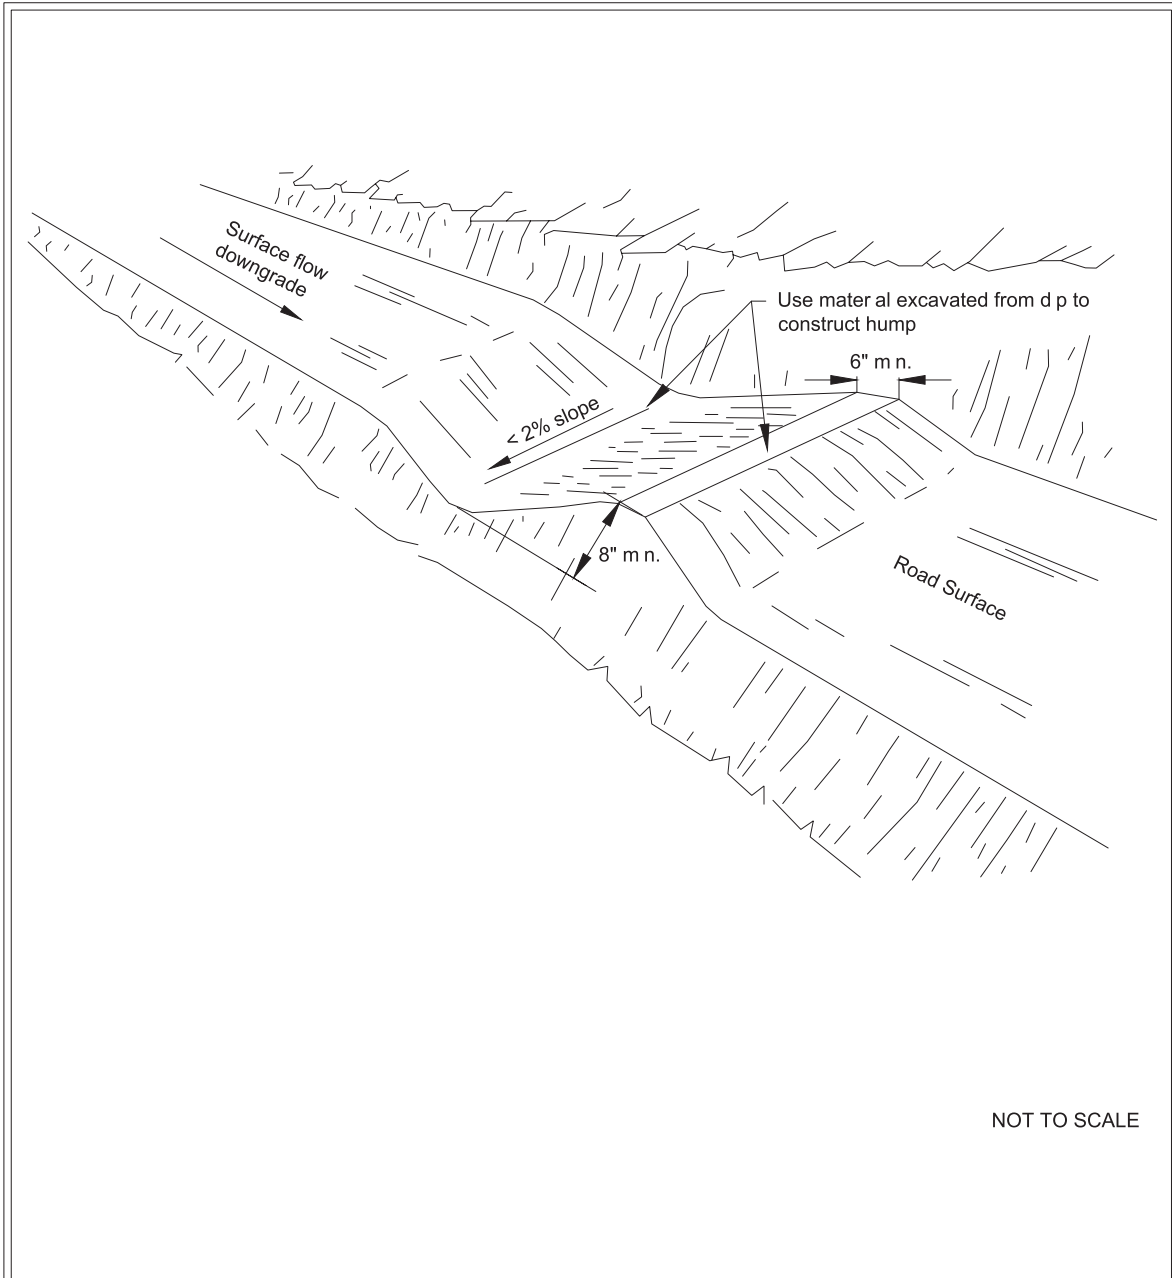 Surface flow
downgrade
Use mater al excavated from d p to
construct hump
6" m n.
< 2% slope
8" m n.
Road Surface
NOT TO SCALE